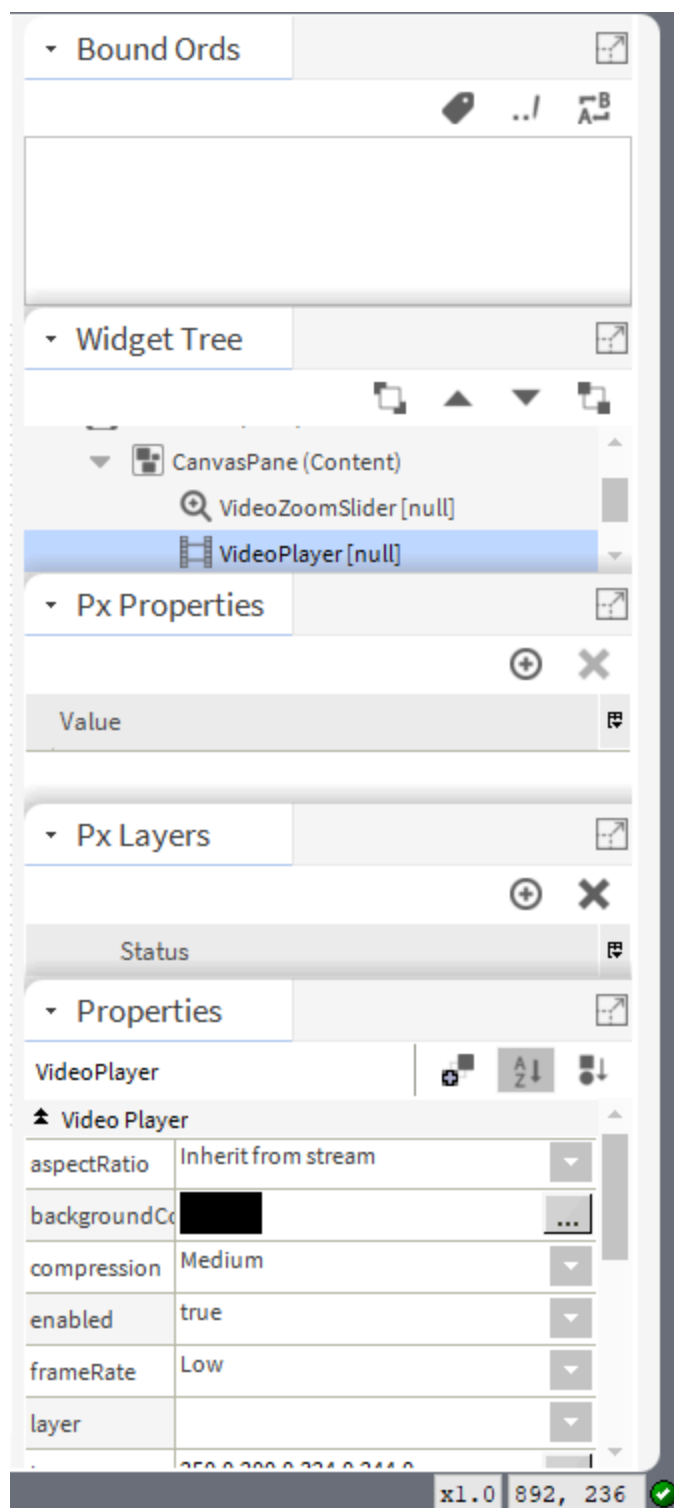 Bound Ords
../ A B
Widget Tree
CanvasPane (Content)
VideoZoomSlider [null]
VideoPlayer [null]
Px Properties
Value
Px Layers
Status
Properties
VideoPlayer
A Z
Video Player
aspectRatio Inherit from stream
backgroundCo ...
compression Medium
enabled true
frameRate Low
layer
x1.0 892, 236